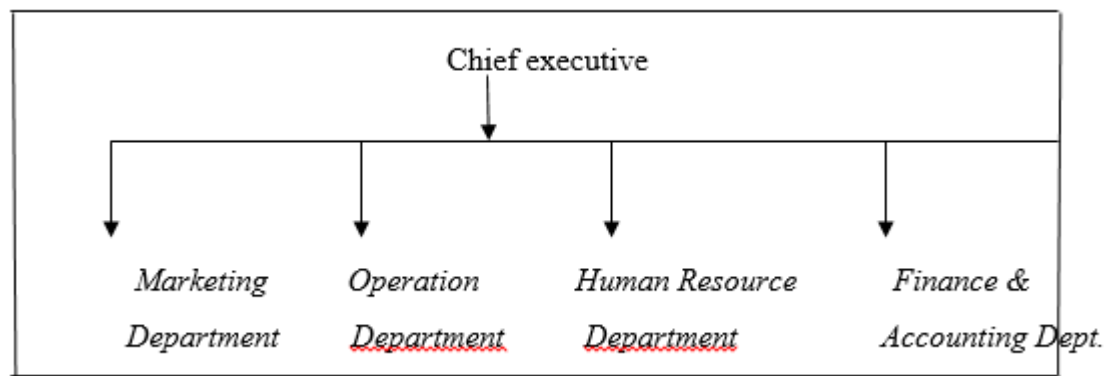 Chief executive
Marketing Operation Human Resource Finance &
Department Department Department Accounting Dept.